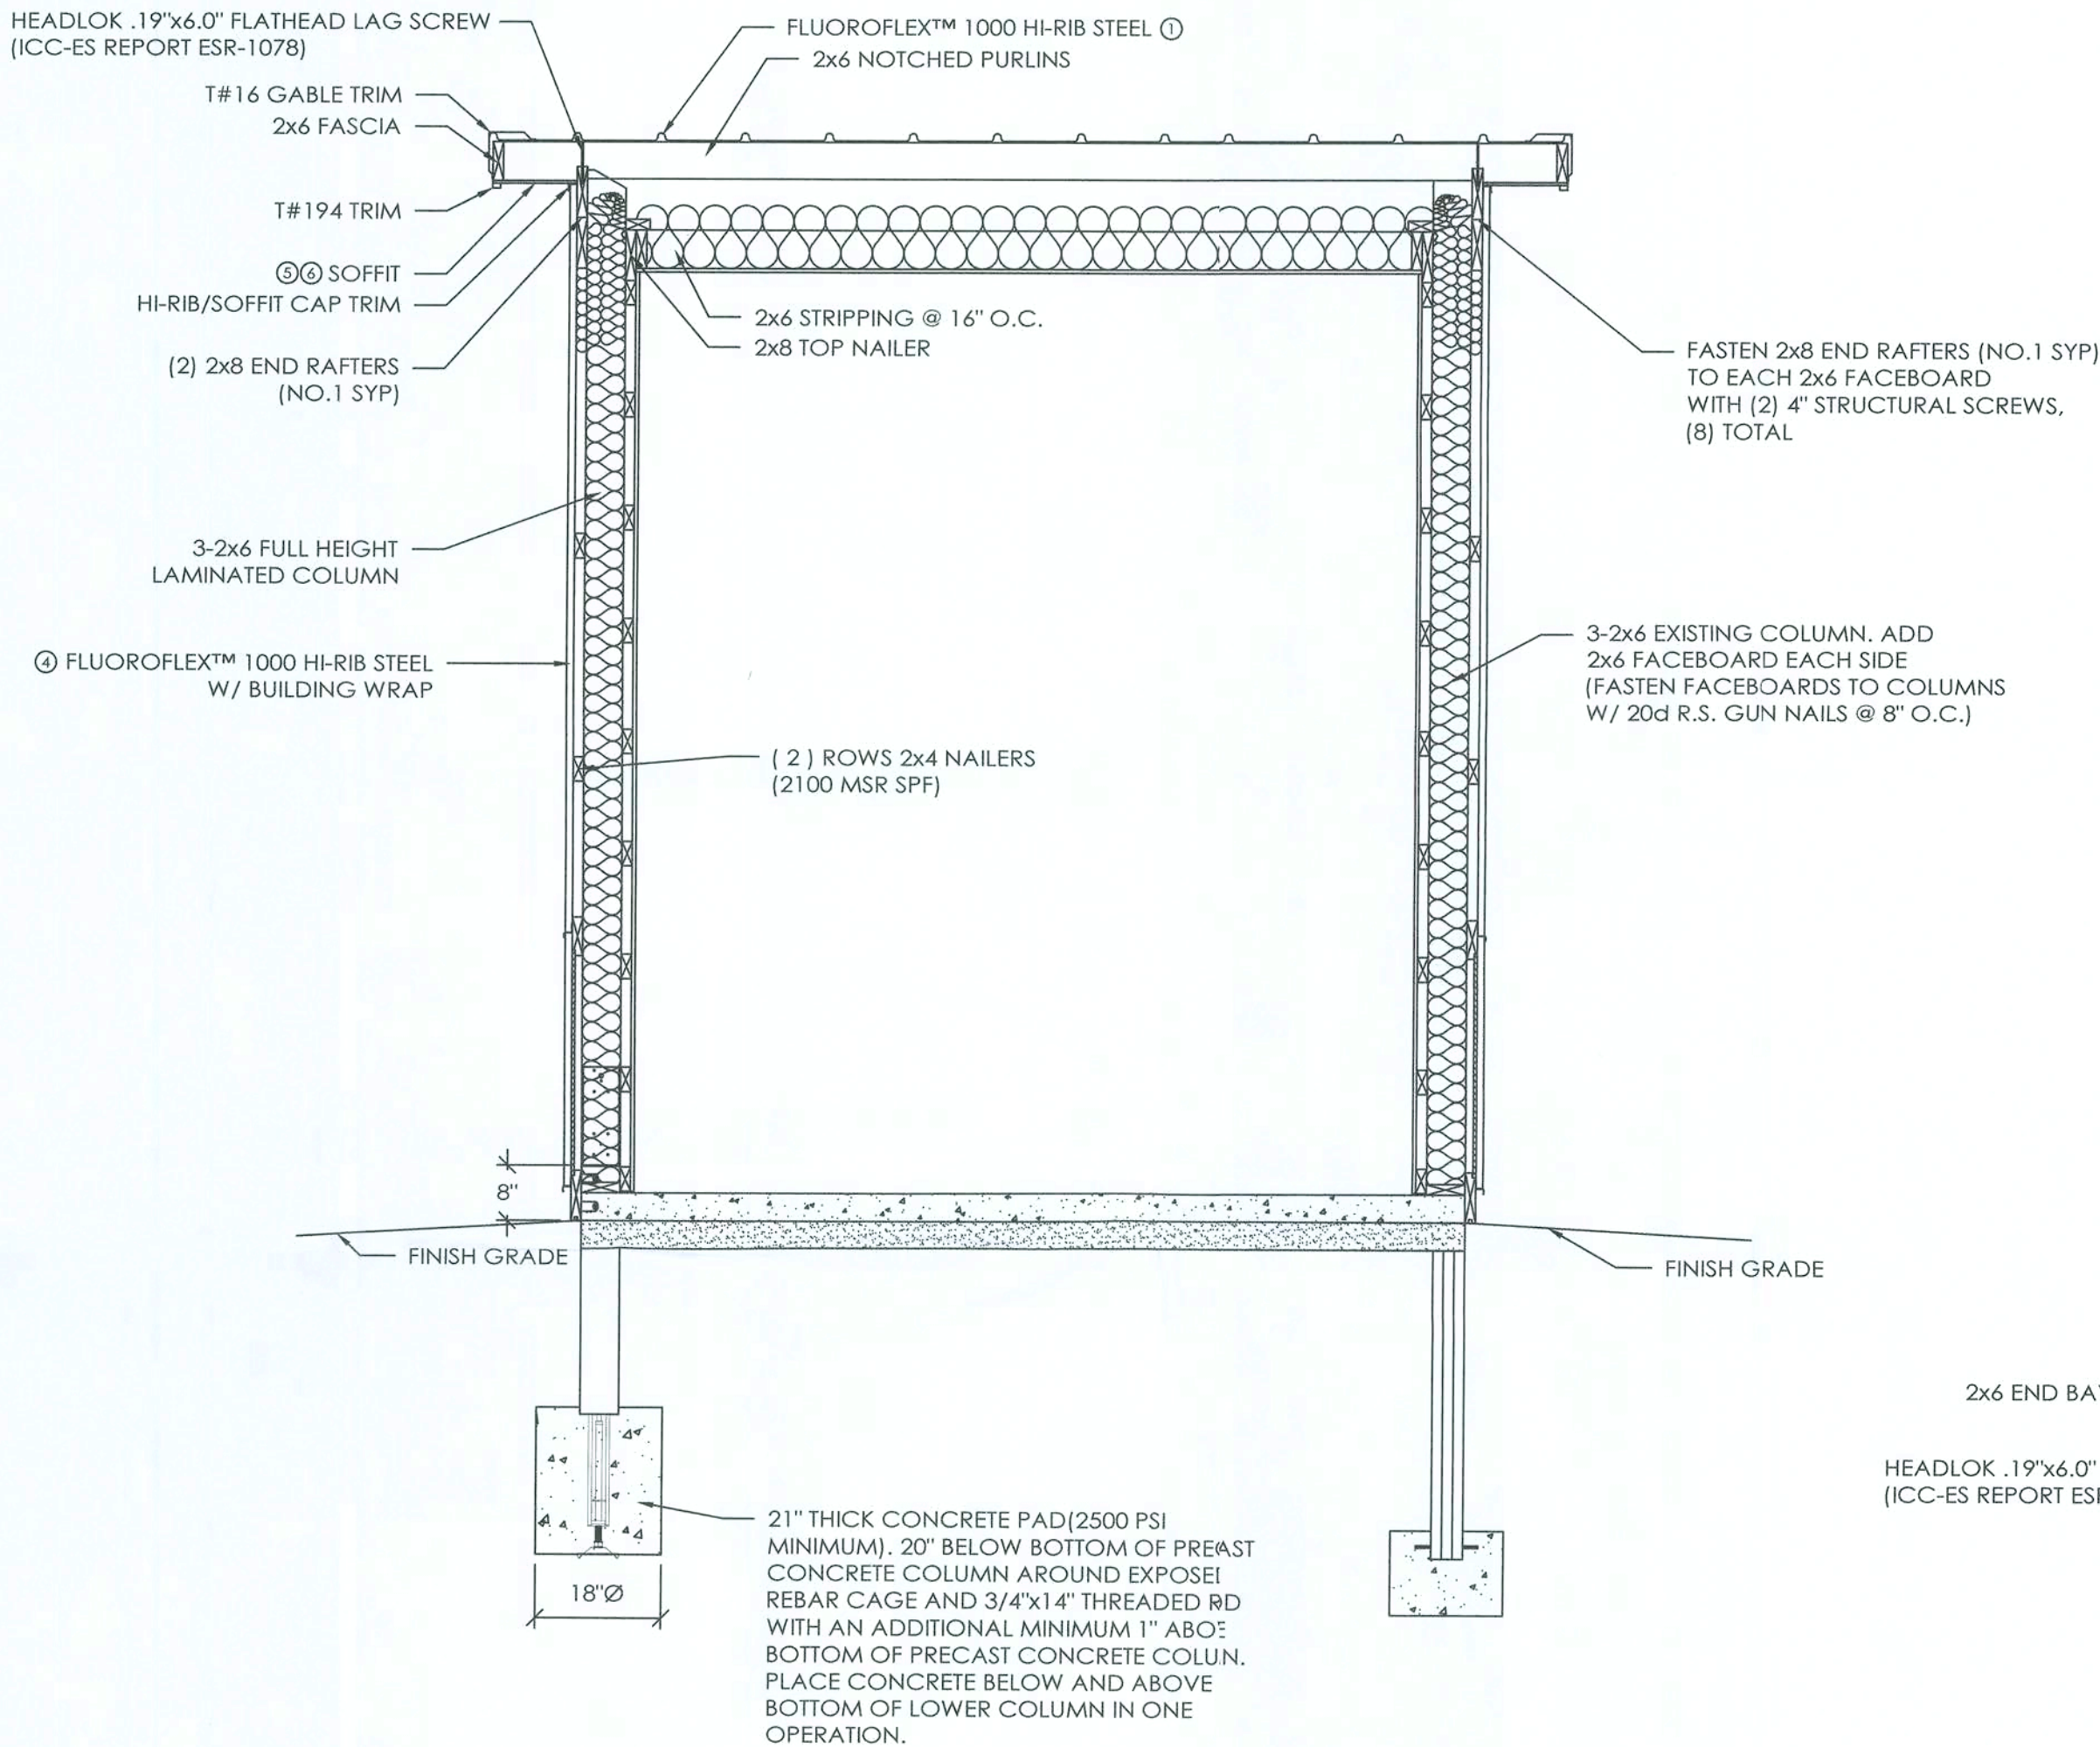 HEADLOK .19"x6.0" FLATHEAD LAG SCREW
(ICC-ES REPORT ESR-1078)
FLUOROFLEX™ 1000 HI-RIB STEEL ①
2x6 NOTCHED PURLINS
T#16 GABLE TRIM
2x6 FASCIA
T#194 TRIM
⑤⑥ SOFFIT
HI-RIB/SOFFIT CAP TRIM
(2) 2x8 END RAFTERS
(NO.1 SYP)
2x6 STRIPPING @ 16" O.C.
2x8 TOP NAILER
FASTEN 2x8 END RAFTERS (NO.1 SYP)
TO EACH 2x6 FACEBOARD
WITH (2) 4" STRUCTURAL SCREWS,
(8) TOTAL
3-2x6 FULL HEIGHT
LAMINATED COLUMN
④ FLUOROFLEX™ 1000 HI-RIB STEEL
W/ BUILDING WRAP
3-2x6 EXISTING COLUMN. ADD
2x6 FACEBOARD EACH SIDE
(FASTEN FACEBOARDS TO COLUMNS
W/ 20d R.S. GUN NAILS @ 8" O.C.)
( 2 ) ROWS 2x4 NAILERS
(2100 MSR SPF)
8"
FINISH GRADE
FINISH GRADE
2x6 END BA
HEADLOK .19"x6.0"
(ICC-ES REPORT ES
18"Ø
21" THICK CONCRETE PAD(2500 PSI
MINIMUM). 20" BELOW BOTTOM OF PRECAST
CONCRETE COLUMN AROUND EXPOSE
REBAR CAGE AND 3/4"x14" THREADED RD
WITH AN ADDITIONAL MINIMUM 1" ABOE
BOTTOM OF PRECAST CONCRETE COLUN.
PLACE CONCRETE BELOW AND ABOVE
BOTTOM OF LOWER COLUMN IN ONE
OPERATION.